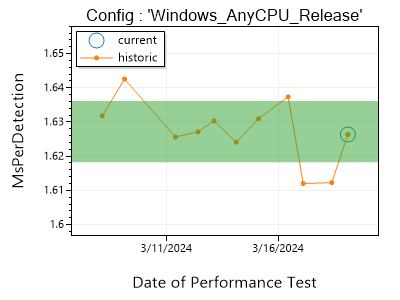 Config : 'Windows_AnyCPU_Release'
current
historic
1.65
1.64
1.63
1.62
1.61
1.6
MsPerDetection
3/11/2024
3/16/2024
Date of Performance Test